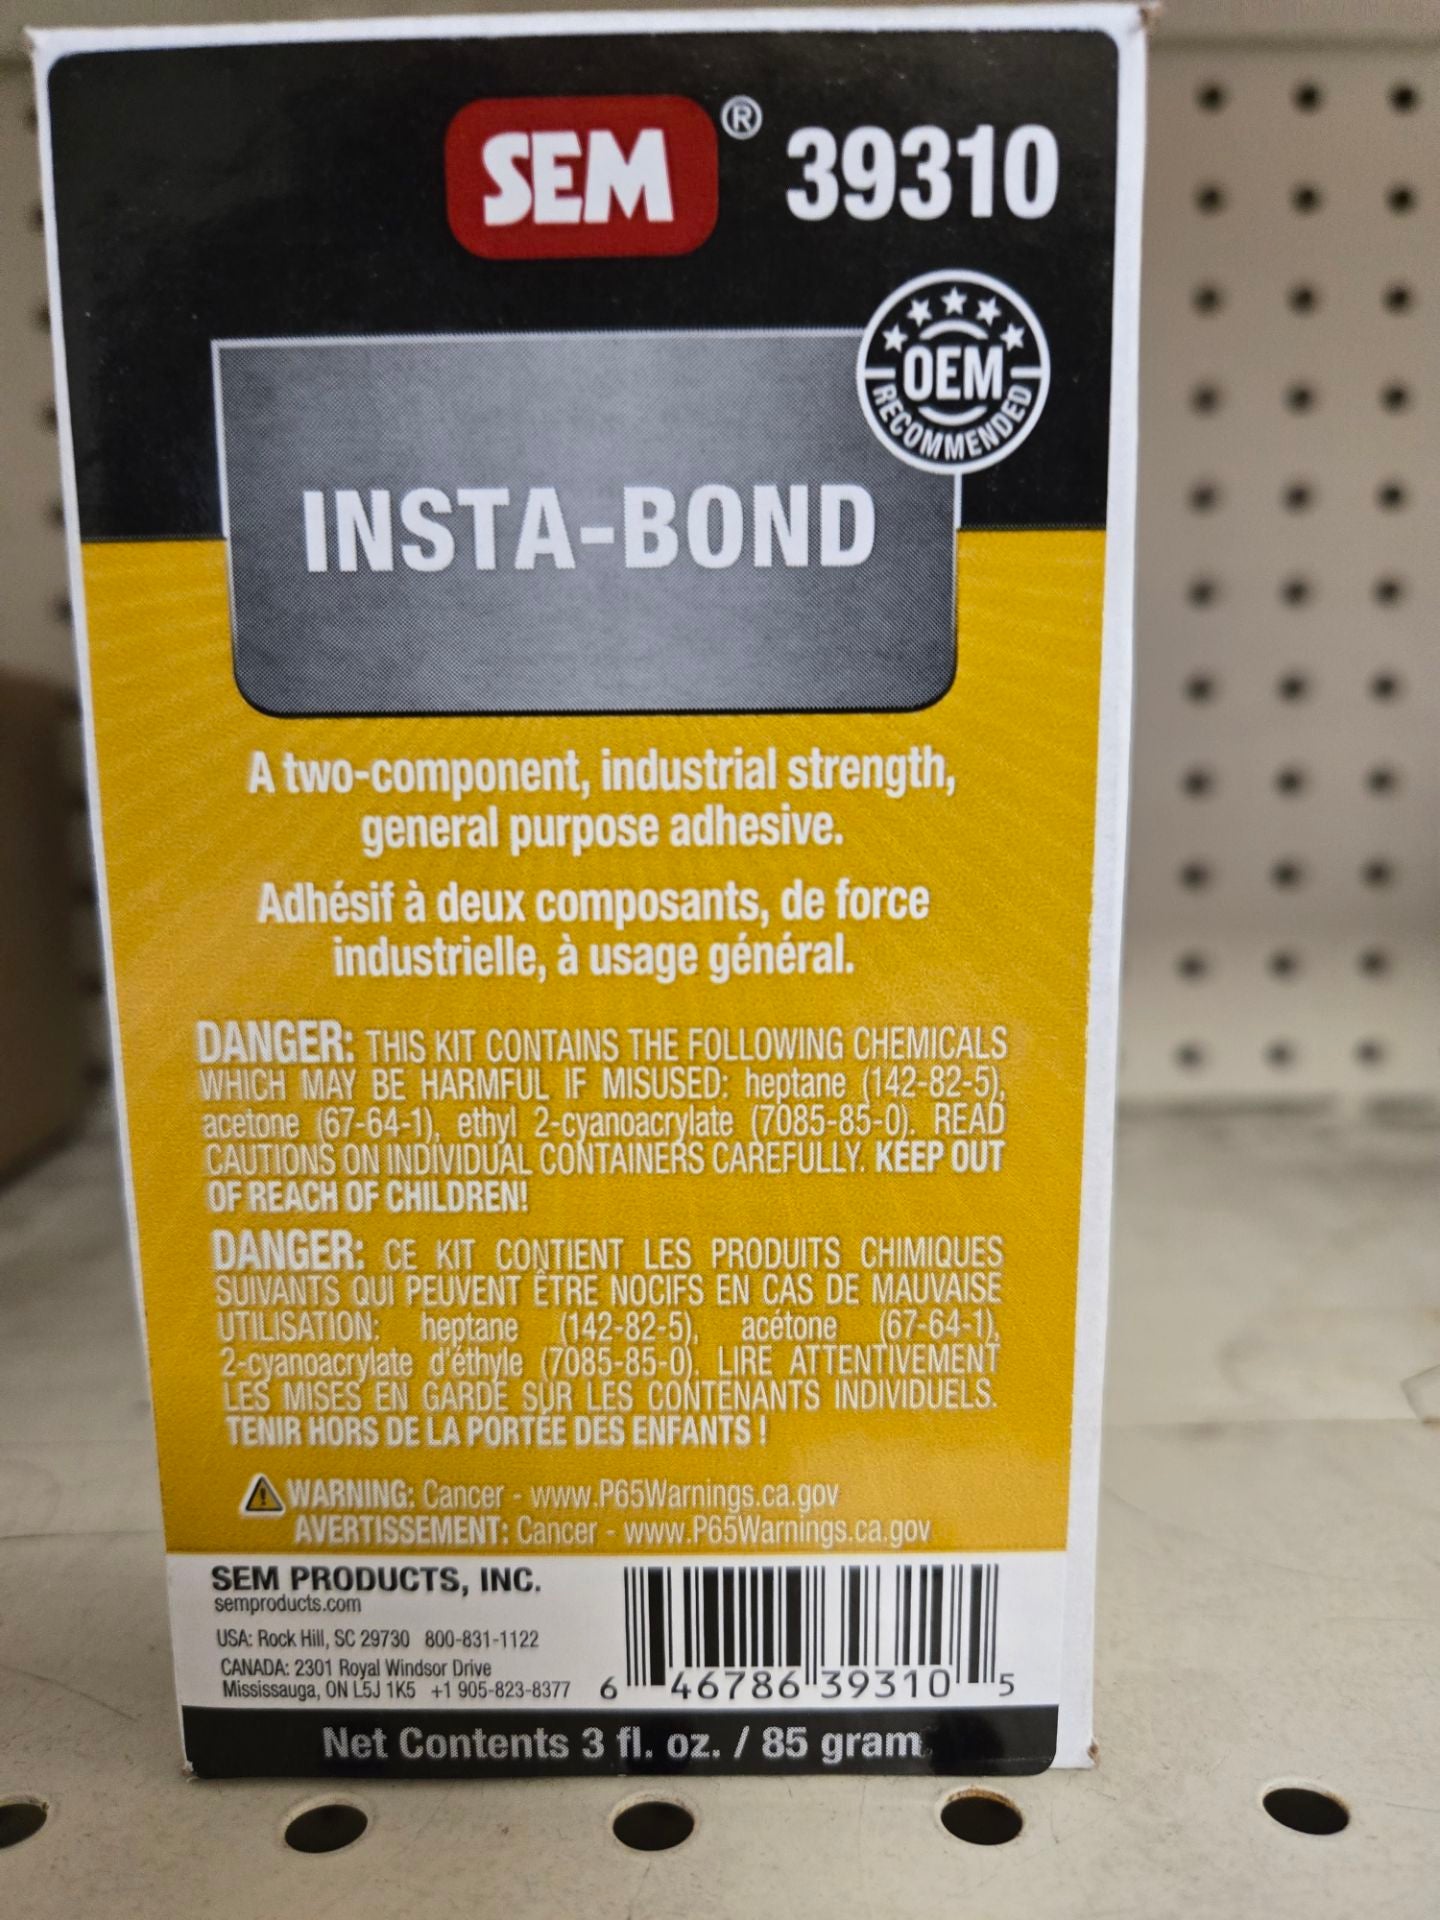 SEM® 39310
OEM
RECOMMENDED
INSTA-BOND
A two-component, industrial strength,
general purpose adhesive.
Adhésif à deux composants, de force
industrielle, à usage général.
DANGER: THIS KIT CONTAINS THE FOLLOWING CHEMICALS
WHICH MAY BE HARMFUL IF MISUSED: heptane (142-82-5),
acetone (67-64-1), ethyl 2-cyanoacrylate (7085-85-0). READ
CAUTIONS ON INDIVIDUAL CONTAINERS CAREFULLY. KEEP OUT
OF REACH OF CHILDREN!
DANGER: CE KIT CONTIENT LES PRODUITS CHIMIQUES
SUIVANTS QUI PEUVENT ÊTRE NOCIFS EN CAS DE MAUVAISE
UTILISATION: heptane (142-82-5), acétone (67-64-1),
2-cyanoacrylate d'éthyle (7085-85-0). LIRE ATTENTIVEMENT
LES MISES EN GARDE SUR LES CONTENANTS INDIVIDUELS.
TENIR HORS DE LA PORTÉE DES ENFANTS !
WARNING: Cancer - www.P65Warnings.ca.gov
AVERTISSEMENT: Cancer - www.P65Warnings.ca.gov
SEM PRODUCTS, INC.
semproducts.com
USA: Rock Hill, SC 29730 800-831-1122
CANADA: 2301 Royal Windsor Drive
Mississauga, ON L5J 1K5 +1 905-823-8377
6 46786 39310 5
Net Contents 3 fl. oz. / 85 gram